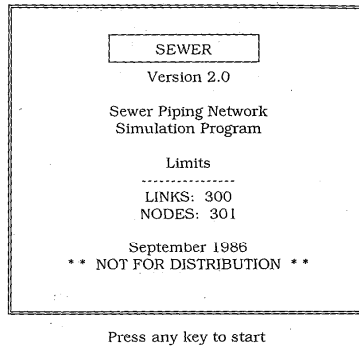 SEWER
Version 2.0
Sewer Piping Network
Simulation Program
Limits
----------------
LINKS: 300
NODES: 301
September 1986
* * NOT FOR DISTRIBUTION * *
Press any key to start